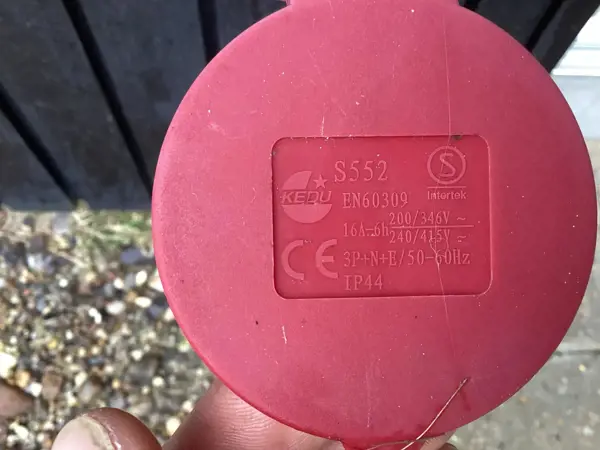 S552
S
Intertek
KEDU
EN60309
16A-6h 200/346V ~
240/415V ~
CE
3P+N+E/50-60Hz
IP44